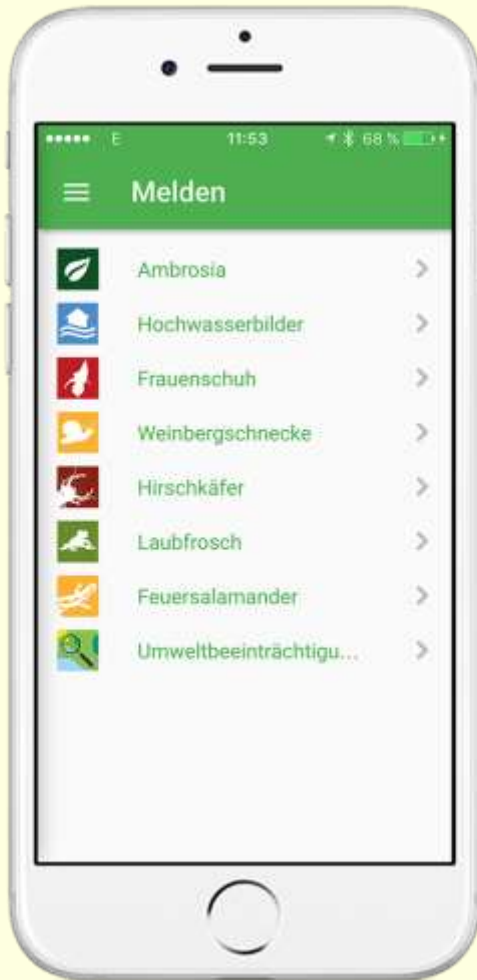 E 11:53 68 %
Melden
Ambrosia
Hochwasserbilder
Frauenschuh
Weinbergschnecke
Hirschkäfer
Laubfrosch
Feuersalamander
Umweltbeeinträchtigu...